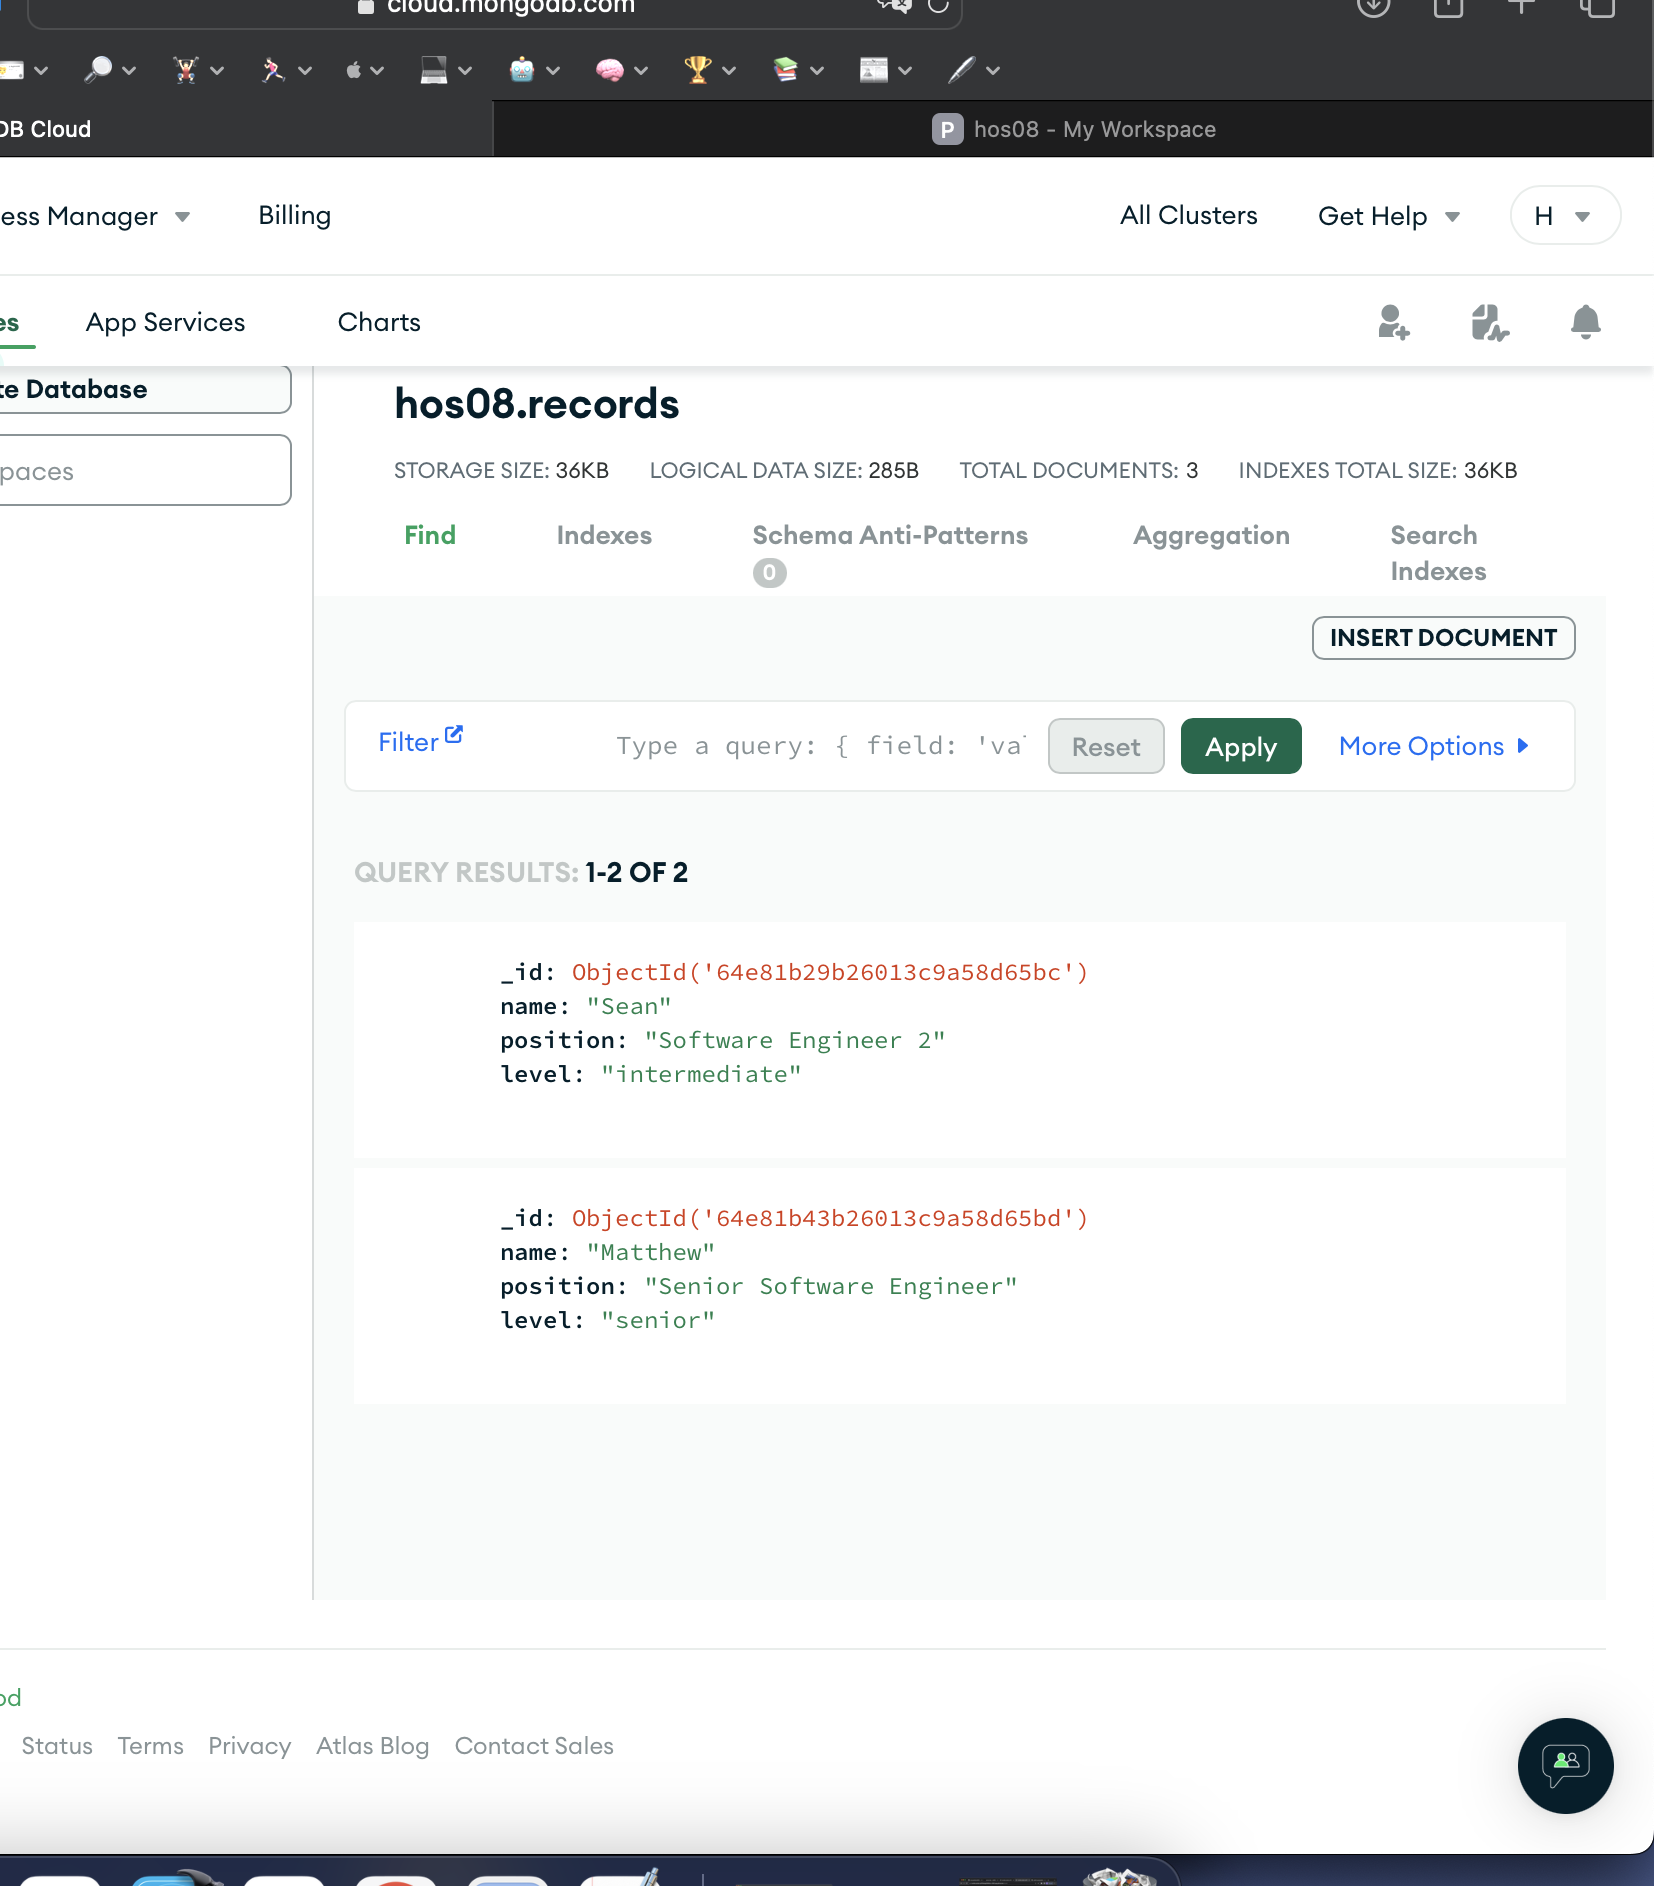 cloud.mongodb.com
DB Cloud
P hos08 - My Workspace
ess Manager Billing All Clusters Get Help H
es App Services Charts
te Database
paces
hos08.records
STORAGE SIZE: 36KB LOGICAL DATA SIZE: 285B TOTAL DOCUMENTS: 3 INDEXES TOTAL SIZE: 36KB
Find Indexes Schema Anti-Patterns 0 Aggregation Search Indexes
INSERT DOCUMENT
Filter Type a query: { field: 'va Reset Apply More Options
QUERY RESULTS: 1-2 OF 2
_id: ObjectId('64e81b29b26013c9a58d65bc')
name: "Sean"
position: "Software Engineer 2"
level: "intermediate"
_id: ObjectId('64e81b43b26013c9a58d65bd')
name: "Matthew"
position: "Senior Software Engineer"
level: "senior"
od
Status Terms Privacy Atlas Blog Contact Sales